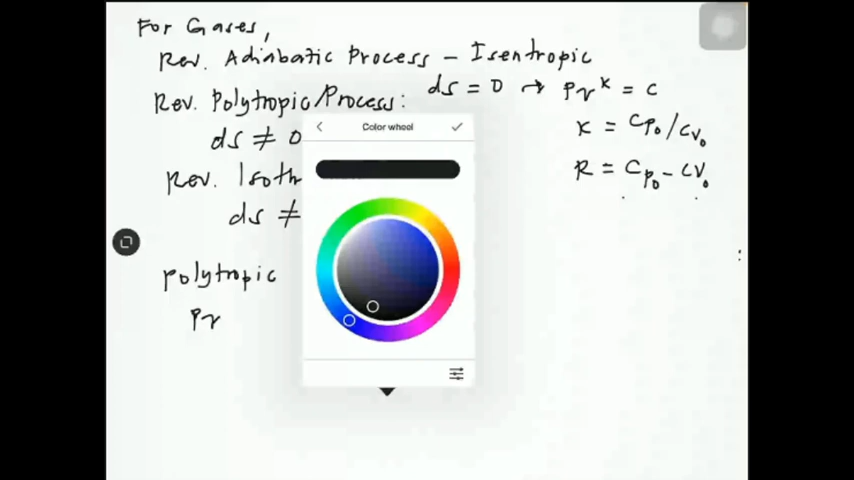 For Gases,
Rev. Adiabatic Process - Isentropic
ds = 0 → Pv^k = C
Rev. Polytropic Process:
ds ≠ 0
k = Cp₀/Cv₀
R = Cp₀ - Cv₀
Rev. Isoth
ds ≠
polytropic
Pv
Color wheel